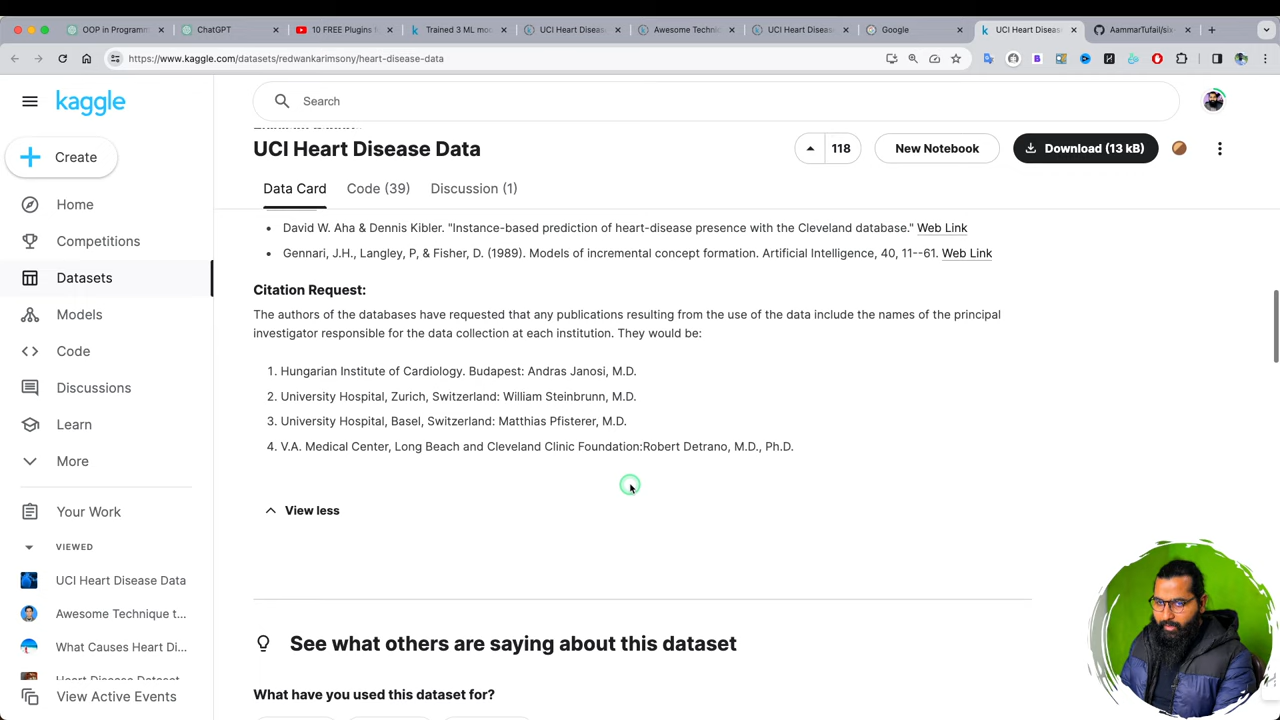 OOP in Programm
ChatGPT
10 FREE Plugins
Trained 3 ML mo
UCI Heart Diseas
Awesome Technic
UCI Heart Diseas
Google
UCI Heart Diseas
AammarTufail/six
https://www.kaggle.com/datasets/redwankarimsony/heart-disease-data
kaggle
Search
Create
Home
Competitions
Datasets
Models
Code
Discussions
Learn
More
Your Work
VIEWED
UCI Heart Disease Data
Awesome Technique t...
What Causes Heart Di...
Heart Disease Dataset
View Active Events
UCI Heart Disease Data
118
New Notebook
Download (13 kB)
Data Card
Code (39)
Discussion (1)
• David W. Aha & Dennis Kibler. "Instance-based prediction of heart-disease presence with the Cleveland database." Web Link
• Gennari, J.H., Langley, P, & Fisher, D. (1989). Models of incremental concept formation. Artificial Intelligence, 40, 11--61. Web Link
Citation Request:
The authors of the databases have requested that any publications resulting from the use of the data include the names of the principal
investigator responsible for the data collection at each institution. They would be:
1. Hungarian Institute of Cardiology. Budapest: Andras Janosi, M.D.
2. University Hospital, Zurich, Switzerland: William Steinbrunn, M.D.
3. University Hospital, Basel, Switzerland: Matthias Pfisterer, M.D.
4. V.A. Medical Center, Long Beach and Cleveland Clinic Foundation:Robert Detrano, M.D., Ph.D.
View less
See what others are saying about this dataset
What have you used this dataset for?